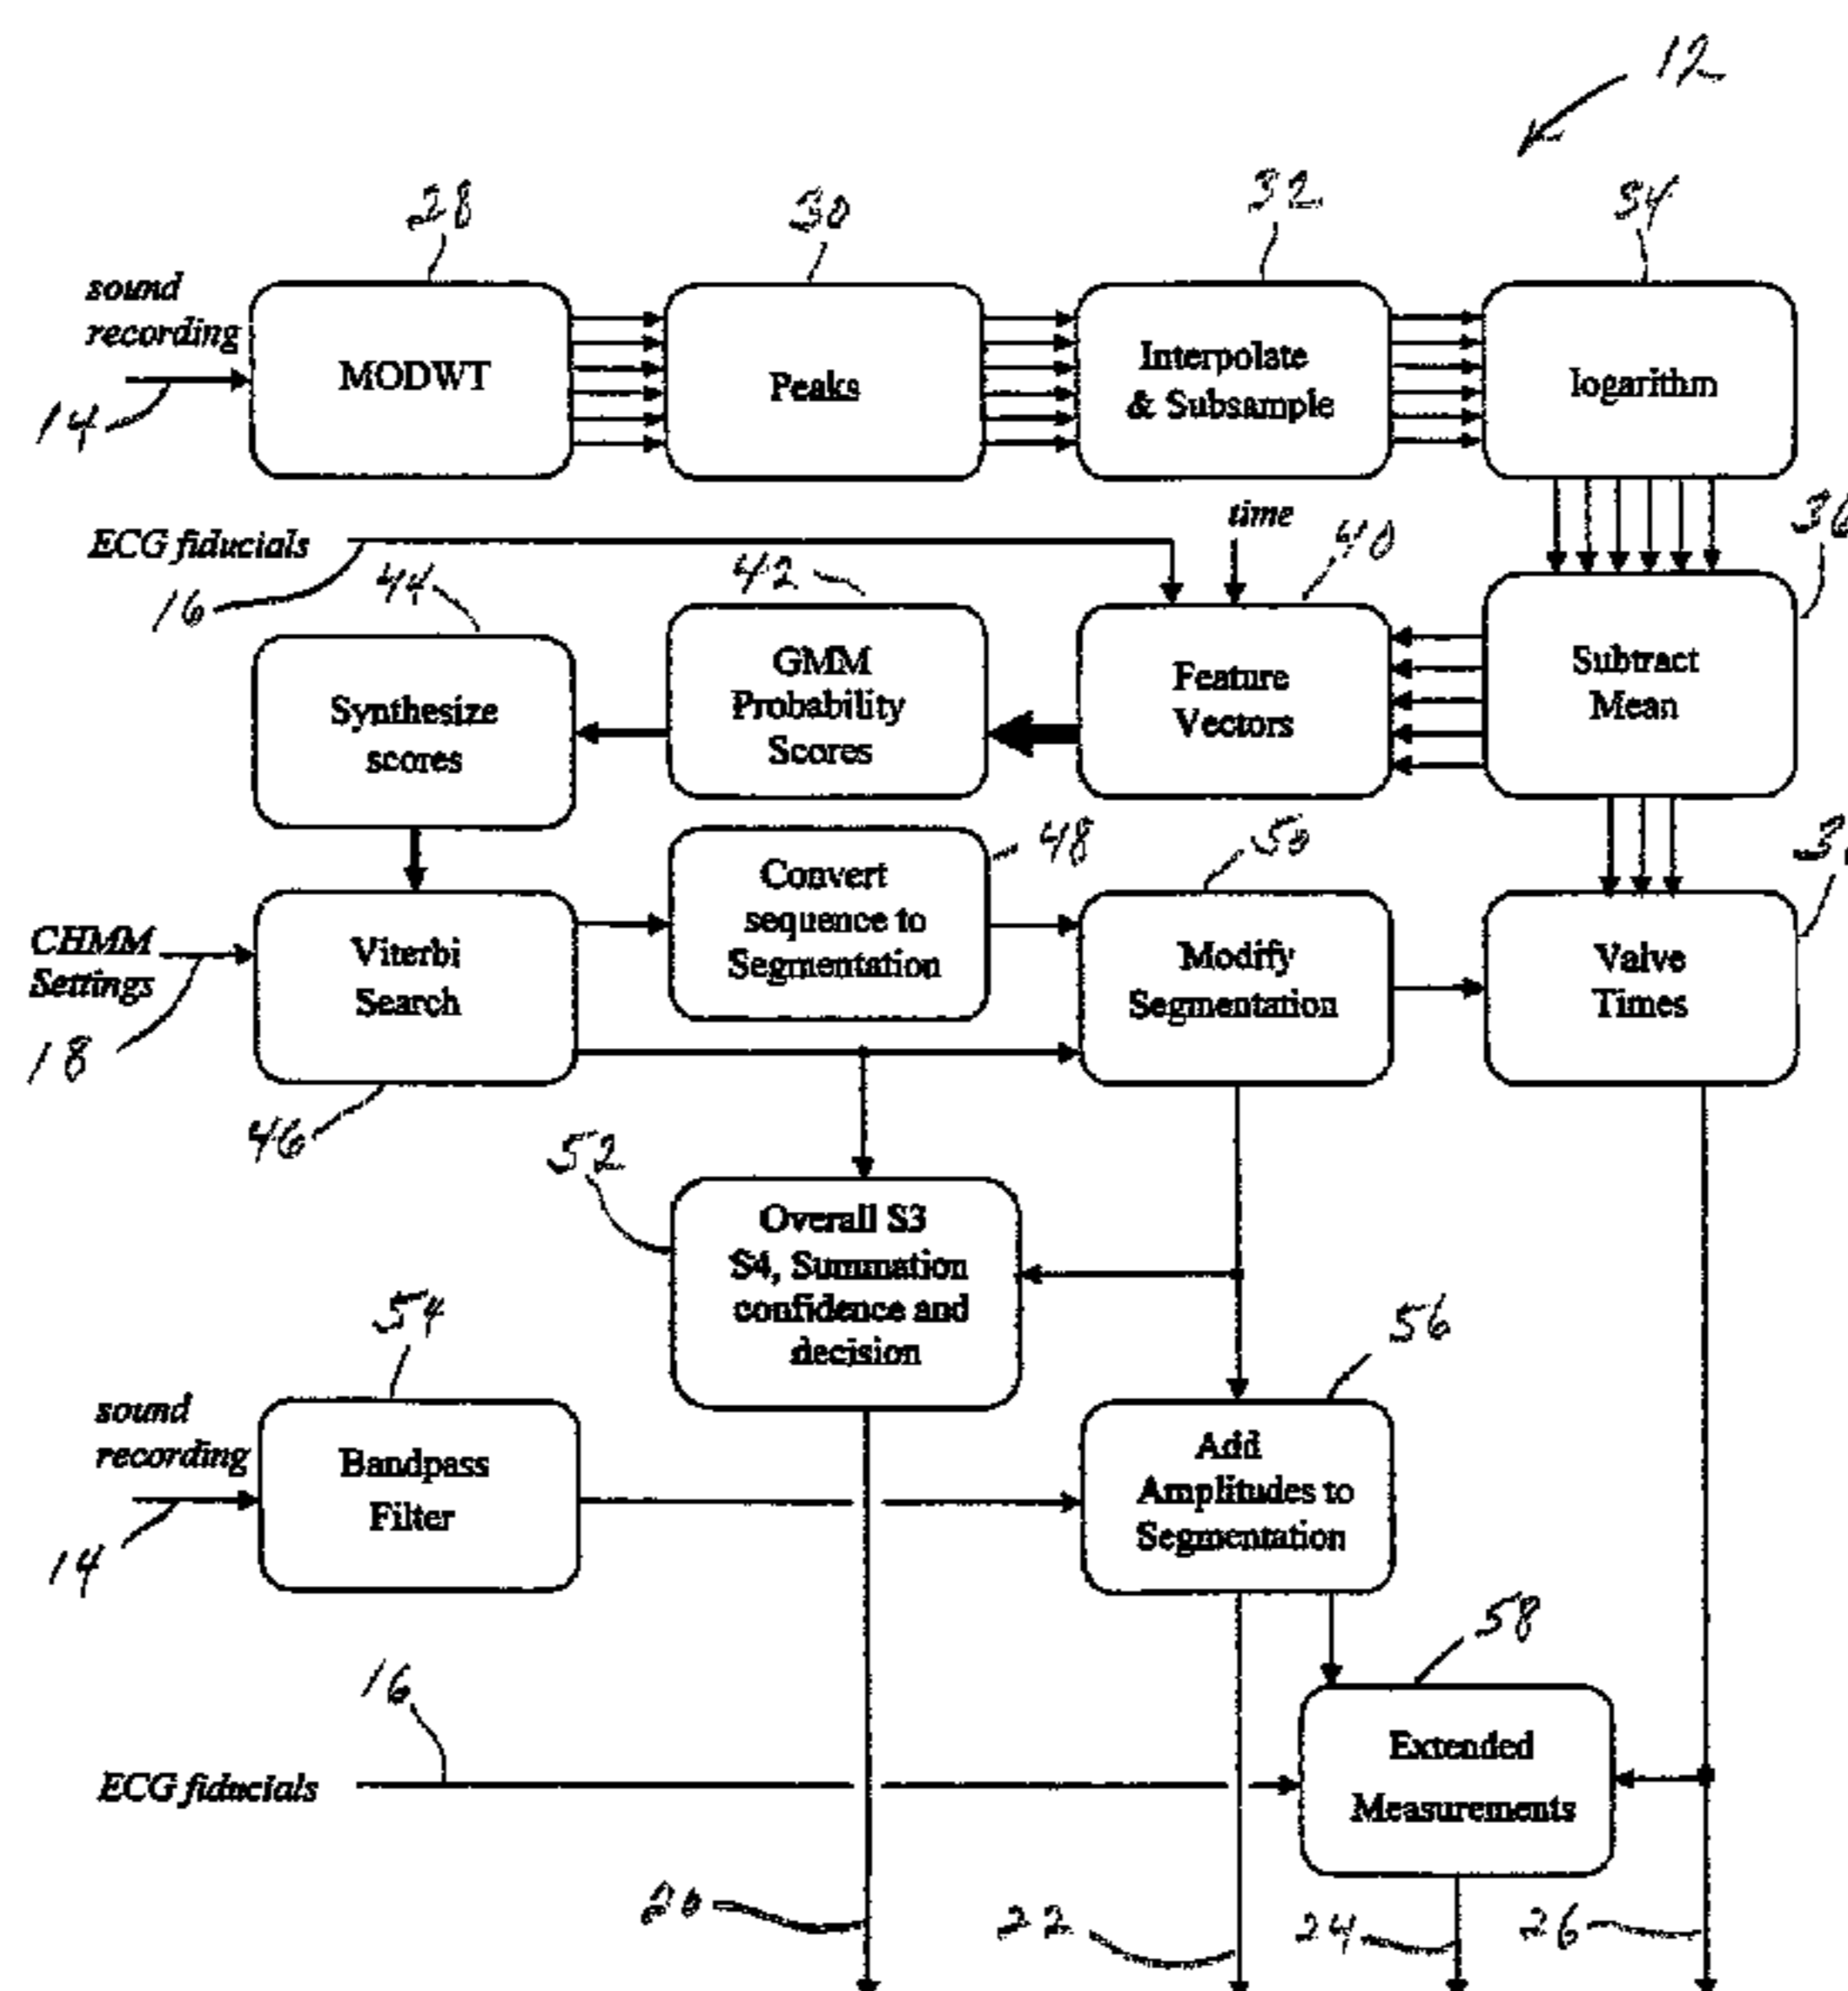 12
28
30
32
34
sound
recording
MODWT
Peaks
Interpolate
& Subsample
logarithm
14
ECG fiducials
time
36
16
44
42
40
Synthesize
scores
GMM
Probability
Scores
Feature
Vectors
Subtract
Mean
48
50
CHMM
Settings
Viterbi
Search
Convert
sequence to
Segmentation
Modify
Segmentation
Valve
Times
18
46
52
Overall S3
S4, Summation
confidence and
decision
54
56
sound
recording
Bandpass
Filter
Add
Amplitudes to
Segmentation
14
58
16
ECG fiducials
Extended
Measurements
20
22
24
26